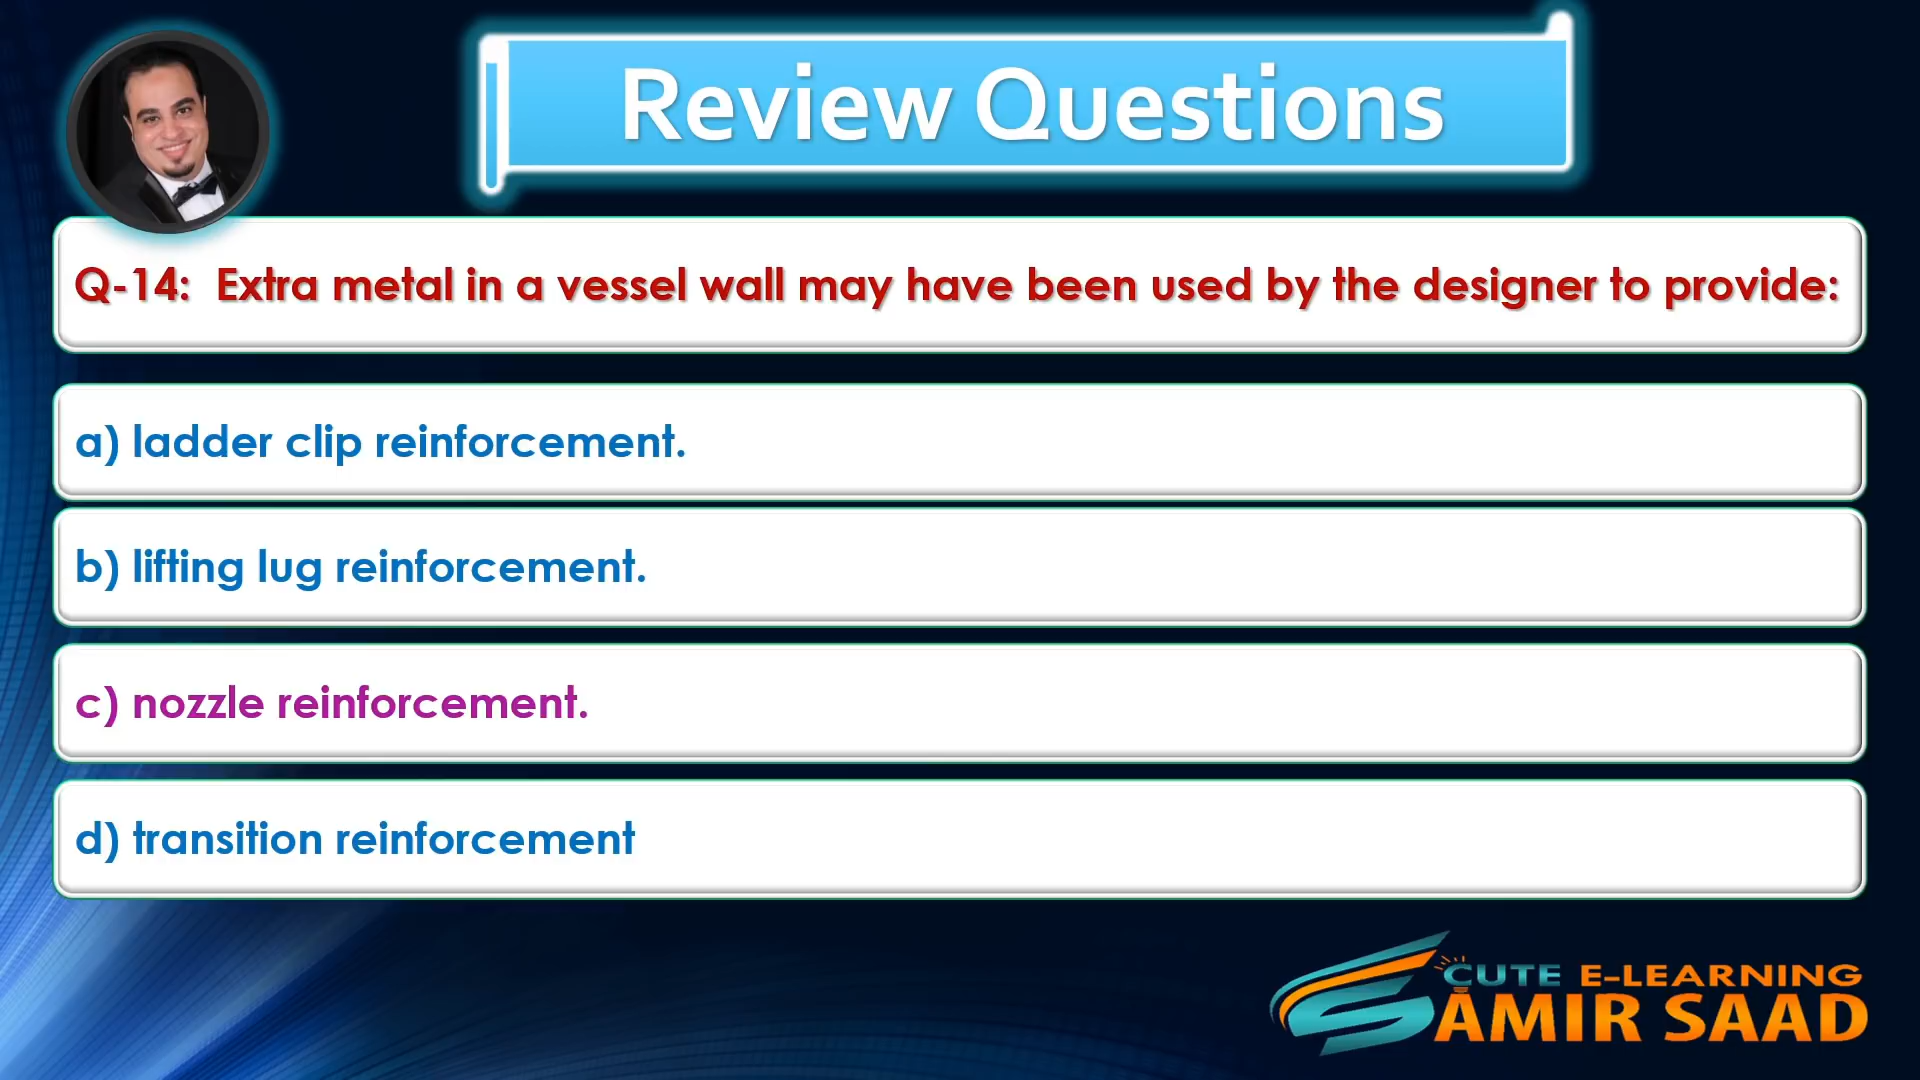 Review Questions
Q-14: Extra metal in a vessel wall may have been used by the designer to provide:
a) ladder clip reinforcement.
b) lifting lug reinforcement.
c) nozzle reinforcement.
d) transition reinforcement
CUTE E-LEARNING
AMIR SAAD